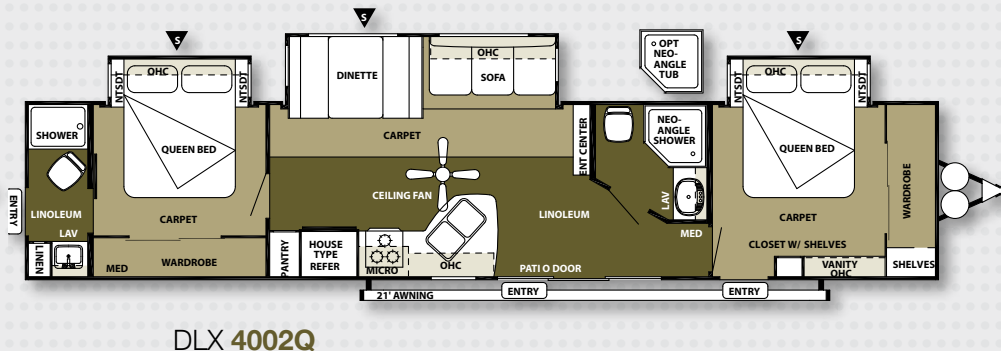 S
S
S
OHC
NTSDT
NTSDT
QUEEN BED
SHOWER
ENTRY
LINOLEUM
LAV
LINEN
MED
CARPET
WARDROBE
DINETTE
OHC
SOFA
CARPET
ENT CENTER
CEILING FAN
LINOLEUM
PANTRY
HOUSE
TYPE
REFER
MICRO
OHC
PATI O DOOR
21' AWNING
ENTRY
ENTRY
OPT
NEO-
ANGLE
TUB
NEO-
ANGLE
SHOWER
LAV
MED
OHC
NTSDT
NTSDT
QUEEN BED
CARPET
WARDROBE
CLOSET W/ SHELVES
VANITY
OHC
SHELVES
DLX 4002Q